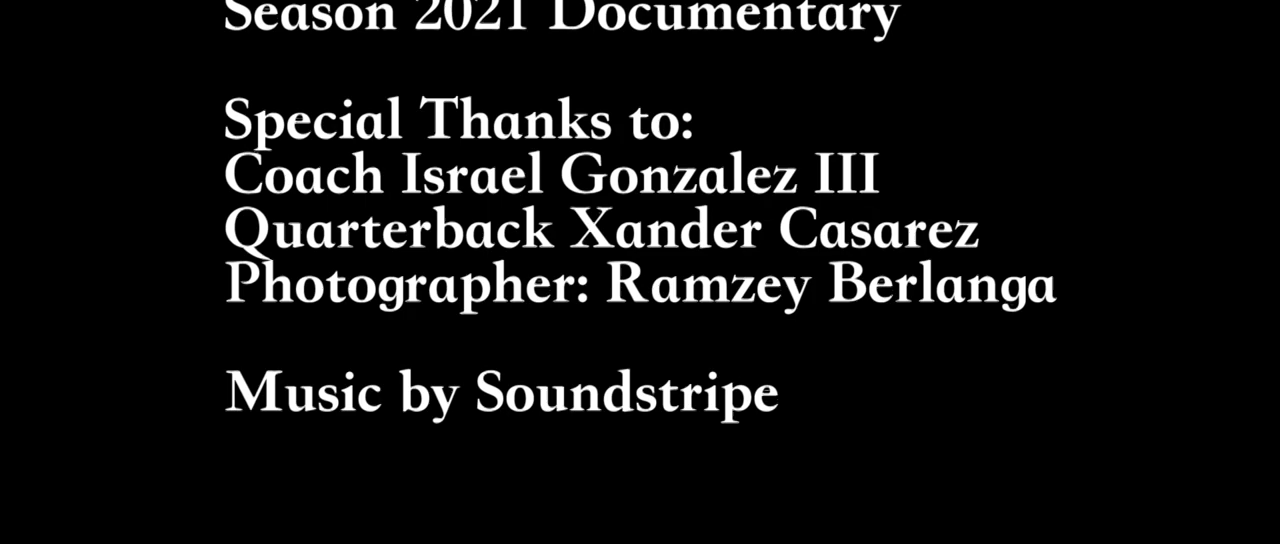 Season 2021 Documentary
Special Thanks to:
Coach Israel Gonzalez III
Quarterback Xander Casarez
Photographer: Ramzey Berlanga
Music by Soundstripe